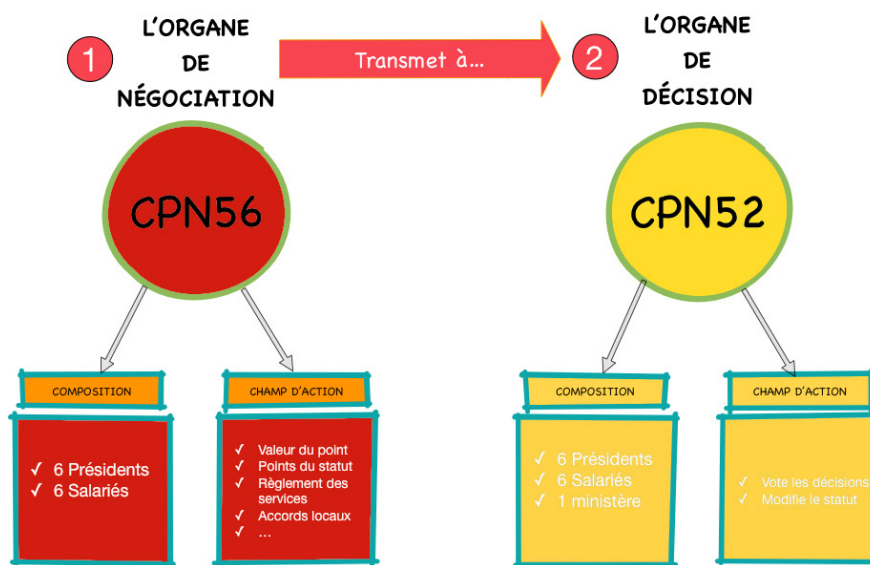 1
L'ORGANE
DE
NÉGOCIATION
Transmet à...
2
L'ORGANE
DE
DÉCISION
CPN56
CPN52
COMPOSITION
✓ 6 Présidents
✓ 6 Salariés
CHAMP D'ACTION
✓ Valeur du point
✓ Points du statut
✓ Règlement des
services
✓ Accords locaux
✓ ...
COMPOSITION
✓ 6 Présidents
✓ 6 Salariés
✓ 1 ministère
CHAMP D'ACTION
✓ Vote les décisions
✓ Modifie le statut